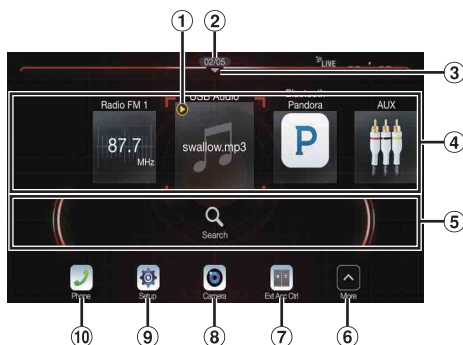 1 2
02/05
LIVE
3
Radio FM 1 USB Audio Bluetooth Pandora AUX
87.7 MHz
swallow.mp3
P
4
Search
5
Phone Setup Camera Ext Acc Ctrl More
10 9 8 7 6